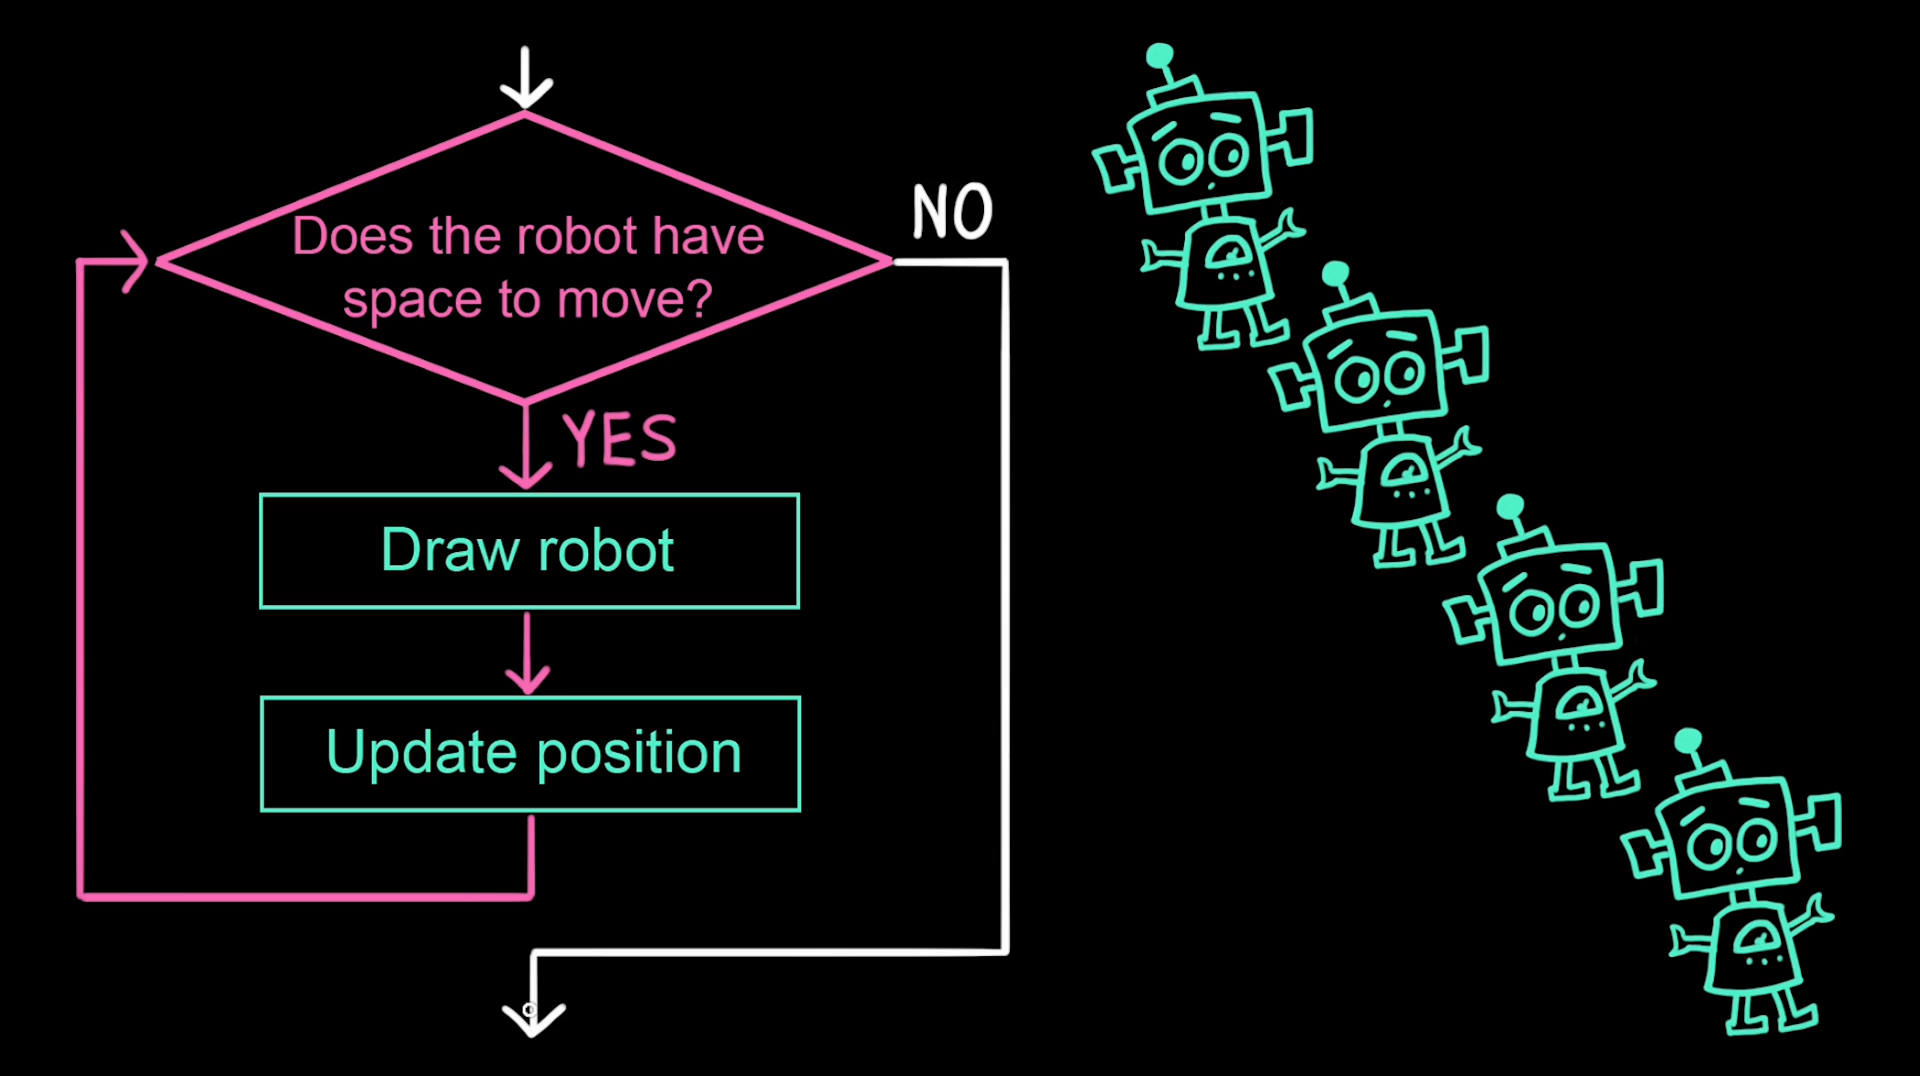 Does the robot have
space to move?
NO
YES
Draw robot
Update position